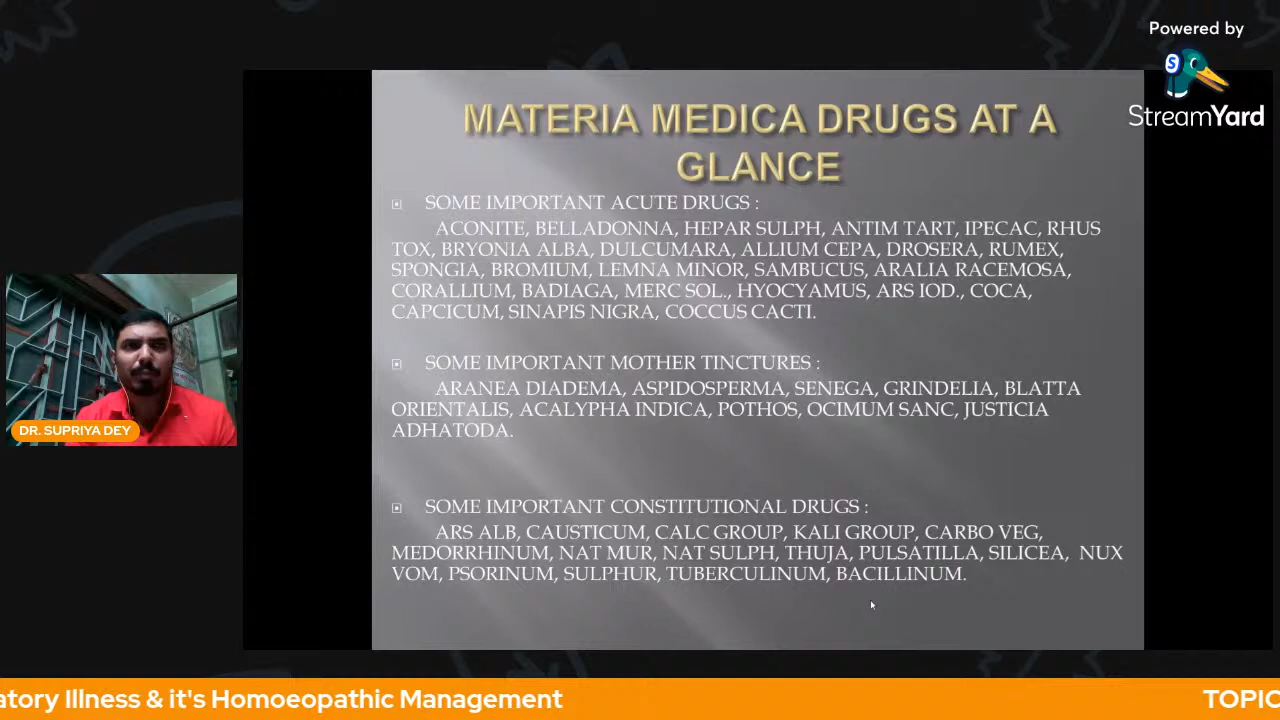 Powered by
StreamYard
MATERIA MEDICA DRUGS AT A
GLANCE
SOME IMPORTANT ACUTE DRUGS :
ACONITE, BELLADONNA, HEPAR SULPH, ANTIM TART, IPECAC, RHUS
TOX, BRYONIA ALBA, DULCUMARA, ALLIUM CEPA, DROSERA, RUMEX,
SPONGIA, BROMIUM, LEMNA MINOR, SAMBUCUS, ARALIA RACEMOSA,
CORALLIUM, BADIAGA, MERC SOL., HYOCYAMUS, ARS IOD., COCA,
CAPCICUM, SINAPIS NIGRA, COCCUS CACTI.
SOME IMPORTANT MOTHER TINCTURES :
ARANEA DIADEMA, ASPIDOSPERMA, SENEGA, GRINDELIA, BLATTA
ORIENTALIS, ACALYPHA INDICA, POTHOS, OCIMUM SANC, JUSTICIA
ADHATODA.
SOME IMPORTANT CONSTITUTIONAL DRUGS :
ARS ALB, CAUSTICUM, CALC GROUP, KALI GROUP, CARBO VEG,
MEDORRHINUM, NAT MUR, NAT SULPH, THUJA, PULSATILLA, SILICEA, NUX
VOM, PSORINUM, SULPHUR, TUBERCULINUM, BACILLINUM.
DR. SUPRIYA DEY
atory Illness & it's Homoeopathic Management TOPIC